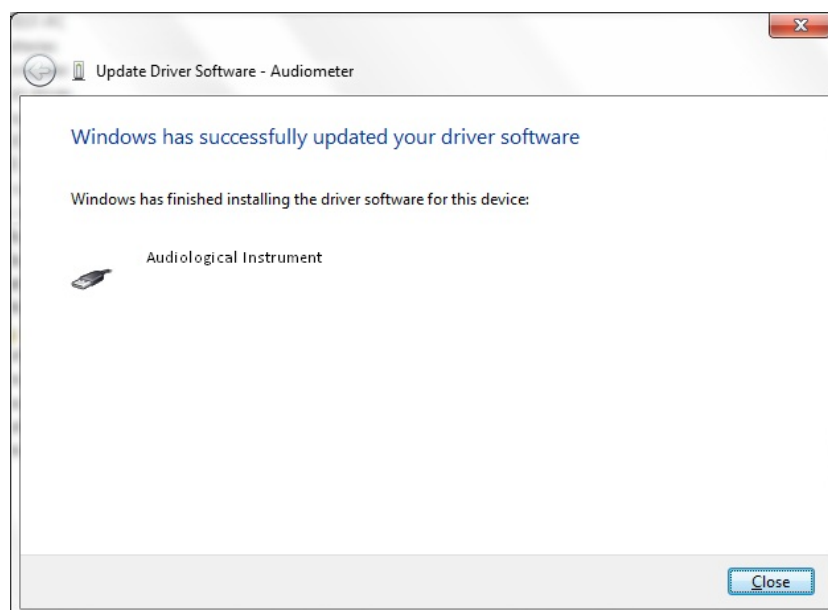 Update Driver Software - Audiometer
Windows has successfully updated your driver software
Windows has finished installing the driver software for this device:
Audiological Instrument
Close